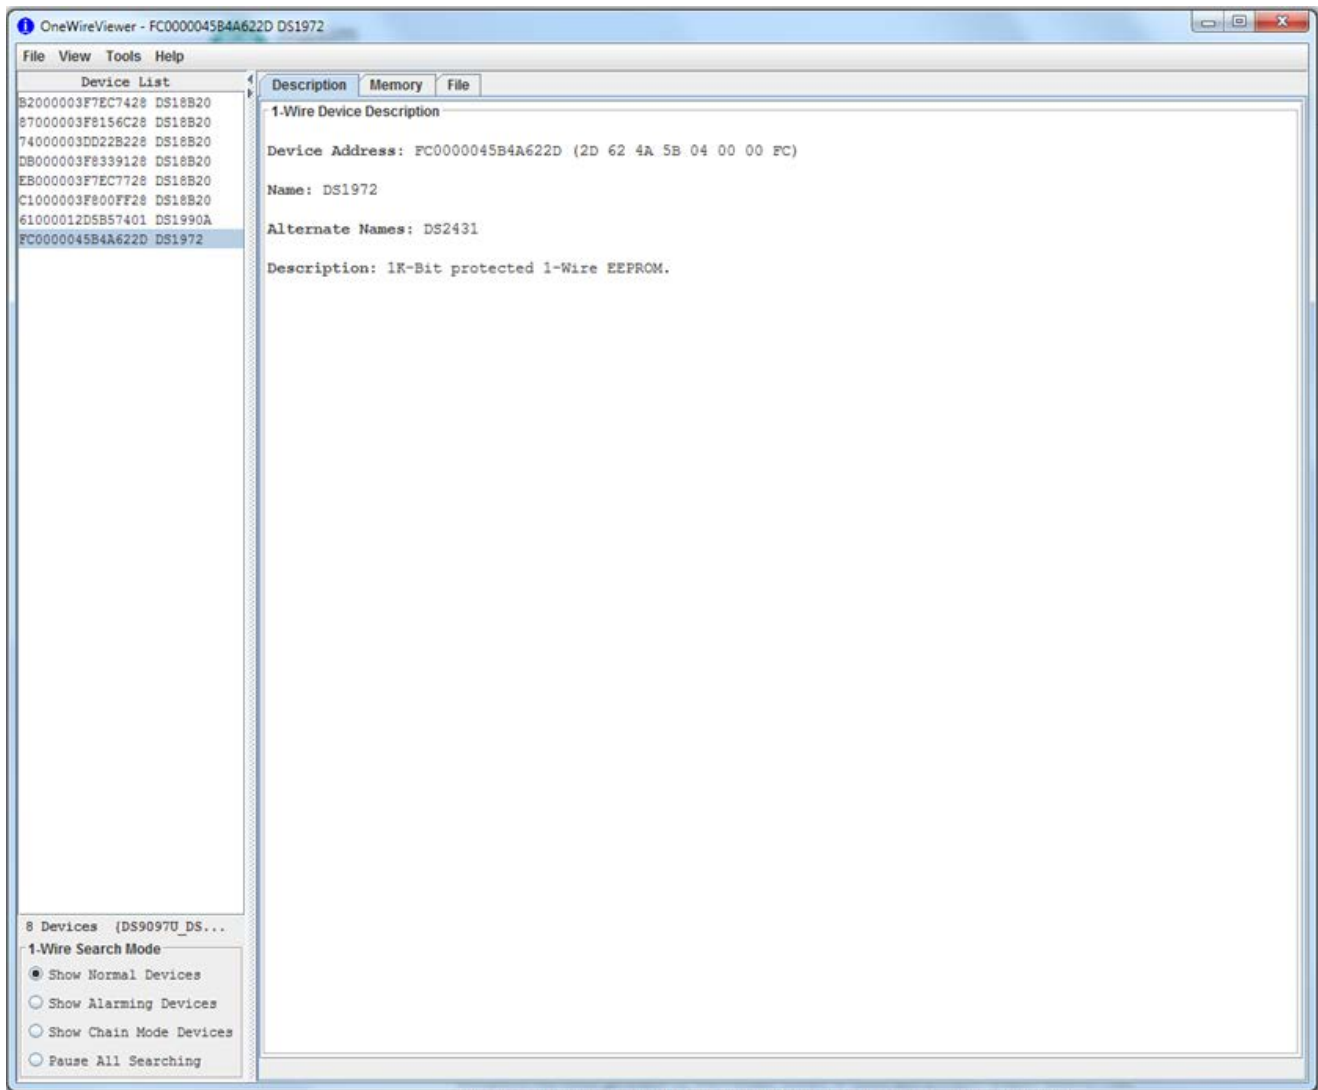 OneWireViewer - FC0000045B4A622D DS1972
File View Tools Help
Device List
B2000003F7EC7428 DS18B20
87000003F8156C28 DS18B20
74000003DD22B228 DS18B20
DB000003F8339128 DS18B20
EB000003F7EC7728 DS18B20
C1000003F800FF28 DS18B20
61000012D5B57401 DS1990A
FC0000045B4A622D DS1972
Description Memory File
1-Wire Device Description
Device Address: FC0000045B4A622D (2D 62 4A 5B 04 00 00 FC)
Name: DS1972
Alternate Names: DS2431
Description: 1K-Bit protected 1-Wire EEPROM.
8 Devices (DS9097U_DS...
1-Wire Search Mode
Show Normal Devices
Show Alarming Devices
Show Chain Mode Devices
Pause All Searching